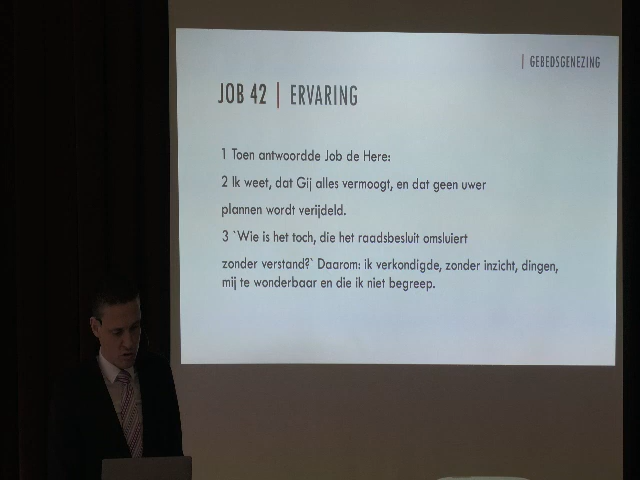 | GEBEDSGENEZING
JOB 42 | ERVARING
1 Toen antwoordde Job de Here:
2 Ik weet, dat Gij alles vermoogt, en dat geen uwer
plannen wordt verijdeld.
3 `Wie is het toch, die het raadsbesluit omsluiert
zonder verstand?` Daarom: ik verkondigde, zonder inzicht, dingen,
mij te wonderbaar en die ik niet begreep.